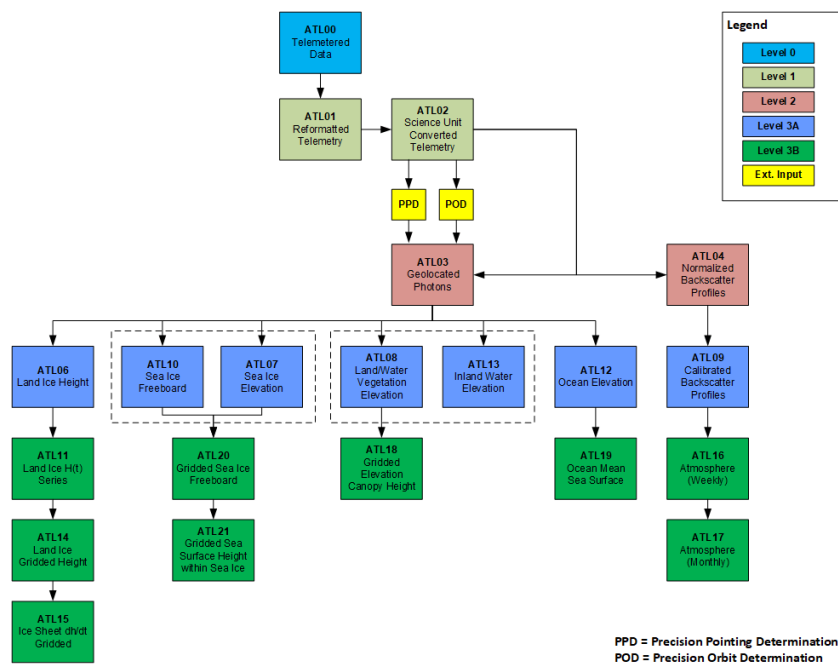 ATL00
Telemetered
Data
Legend
Level 0
Level 1
Level 2
Level 3A
Level 3B
Ext. Input
ATL01
Reformatted
Telemetry
ATL02
Science Unit
Converted
Telemetry
PPD
POD
ATL03
Geolocated
Photons
ATL04
Normalized
Backscatter
Profiles
ATL06
Land Ice Height
ATL10
Sea Ice
Freeboard
ATL07
Sea Ice
Elevation
ATL08
Land/Water
Vegetation
Elevation
ATL13
Inland Water
Elevation
ATL12
Ocean Elevation
ATL09
Calibrated
Backscatter
Profiles
ATL11
Land Ice H(t)
Series
ATL20
Gridded Sea Ice
Freeboard
ATL18
Gridded
Elevation
Canopy Height
ATL19
Ocean Mean
Sea Surface
ATL16
Atmosphere
(Weekly)
ATL14
Land Ice
Gridded Height
ATL21
Gridded Sea
Surface Height
within Sea Ice
ATL17
Atmosphere
(Monthly)
ATL15
Ice Sheet dh/dt
Gridded
PPD = Precision Pointing Determination
POD = Precision Orbit Determination